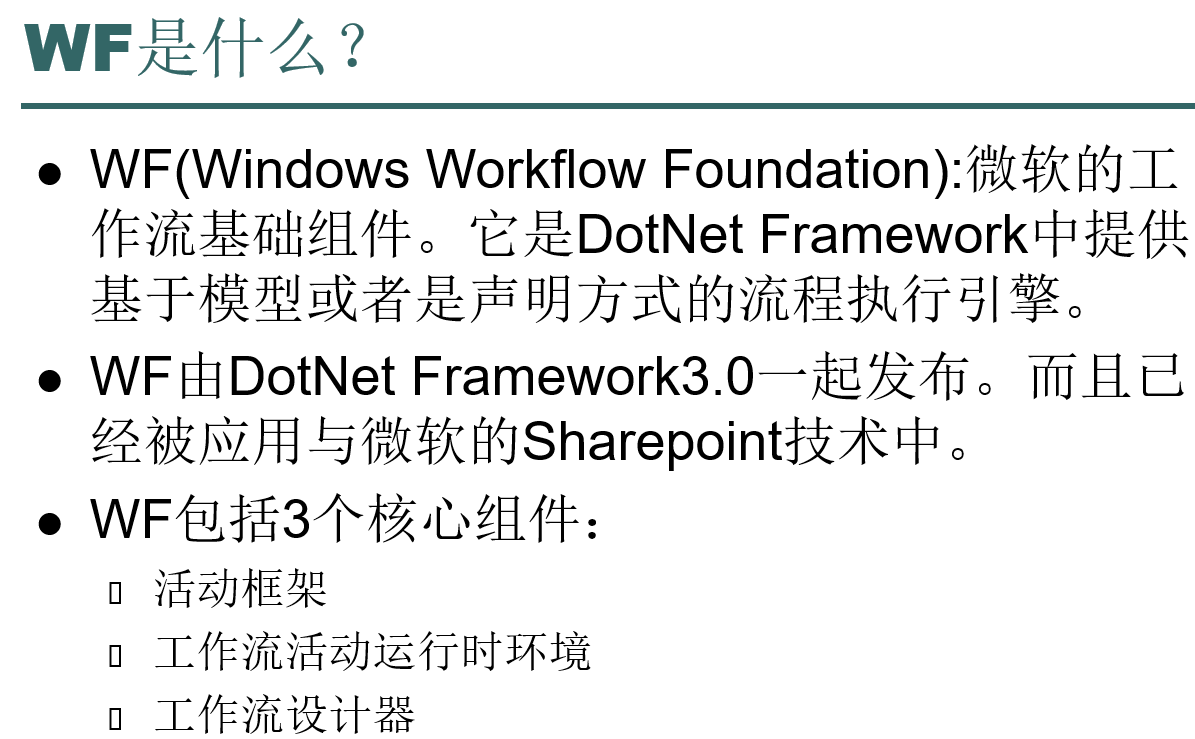 WF是什么？
WF(Windows Workflow Foundation):微软的工
作流基础组件。它是DotNet Framework中提供
基于模型或者是声明方式的流程执行引擎。
WF由DotNet Framework3.0一起发布。而且已
经被应用与微软的Sharepoint技术中。
WF包括3个核心组件：
活动框架
工作流活动运行时环境
工作流设计器